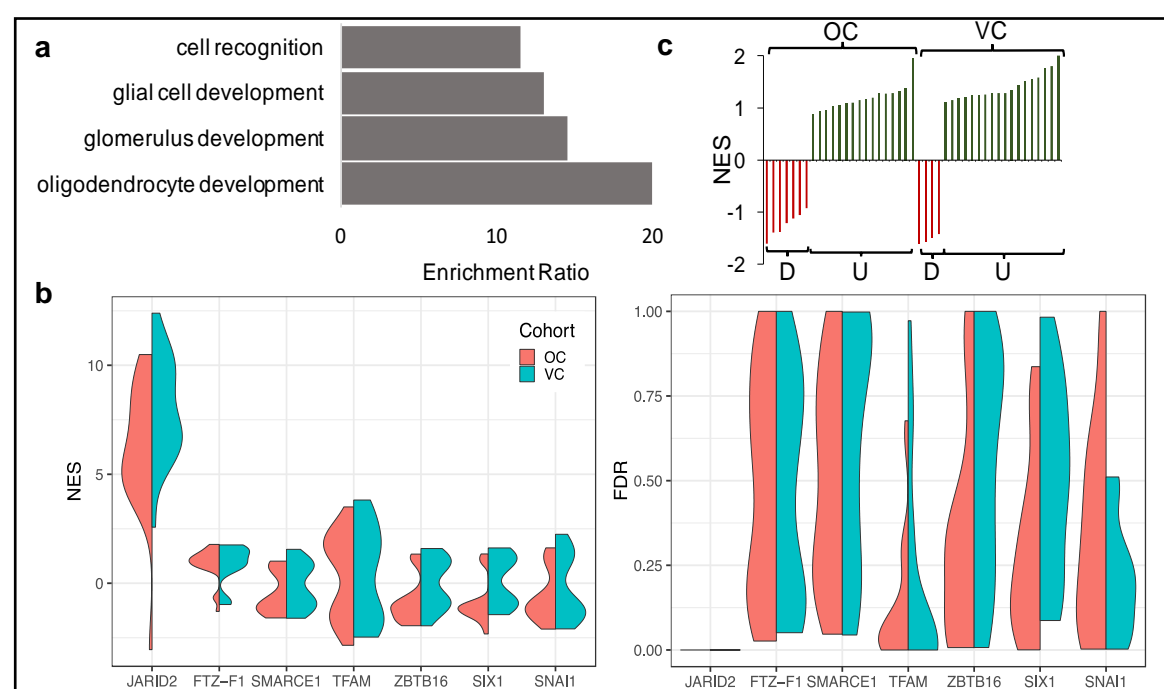 a
cell recognition
glial cell development
glomerulus development
oligodendrocyte development
0 10 20
Enrichment Ratio
c
OC VC
2
1
0
-1
-2
NES
D U D U
b
10
5
0
NES
Cohort
OC
VC
JARID2 FTZ-F1 SMARCE1 TFAM ZBTB16 SIX1 SNAI1
1.00
0.75
0.50
0.25
0.00
FDR
JARID2 FTZ-F1 SMARCE1 TFAM ZBTB16 SIX1 SNAI1